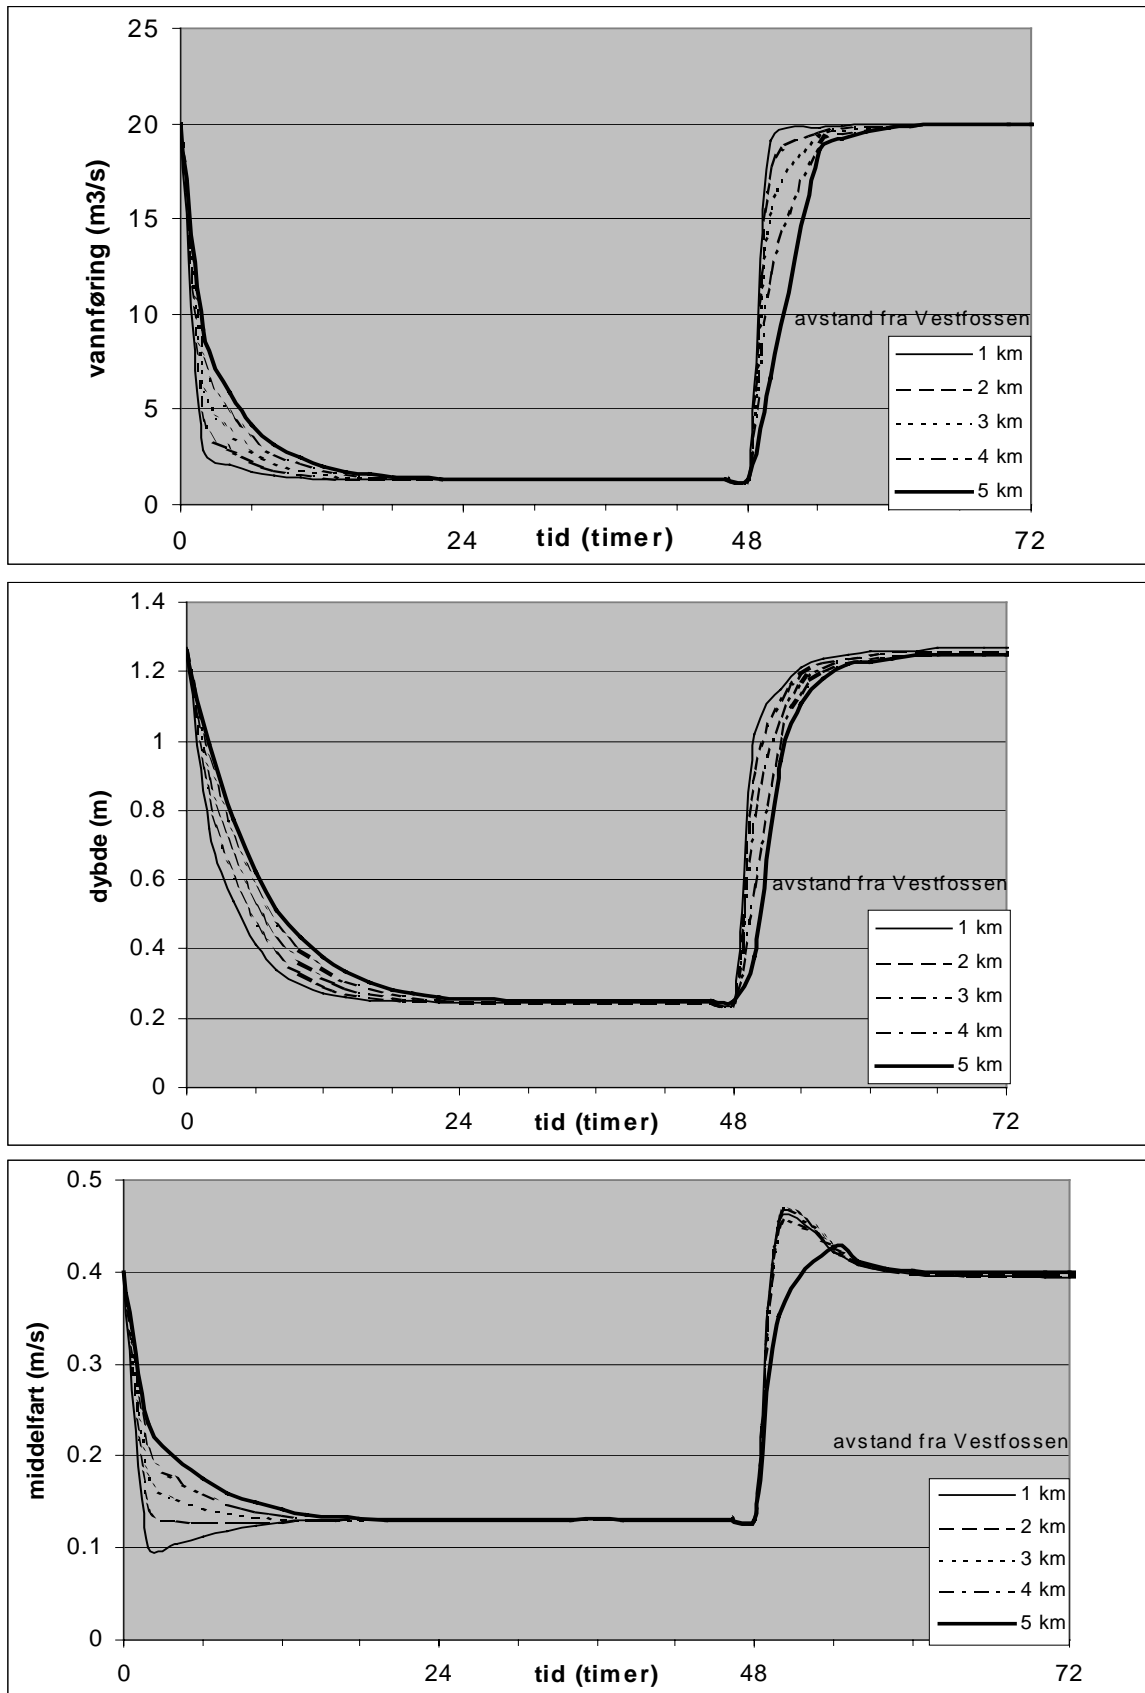 25
20
15
10
5
0
vannføring (m3/s)
0
24
tid (timer)
48
72
avstand fra Vestfossen
1 km
2 km
3 km
4 km
5 km
1.4
1.2
1
0.8
0.6
0.4
0.2
0
dybde (m)
0
24
tid (timer)
48
72
avstand fra Vestfossen
1 km
2 km
3 km
4 km
5 km
0.5
0.4
0.3
0.2
0.1
0
middelfart (m/s)
0
24
tid (timer)
48
72
avstand fra Vestfossen
1 km
2 km
3 km
4 km
5 km